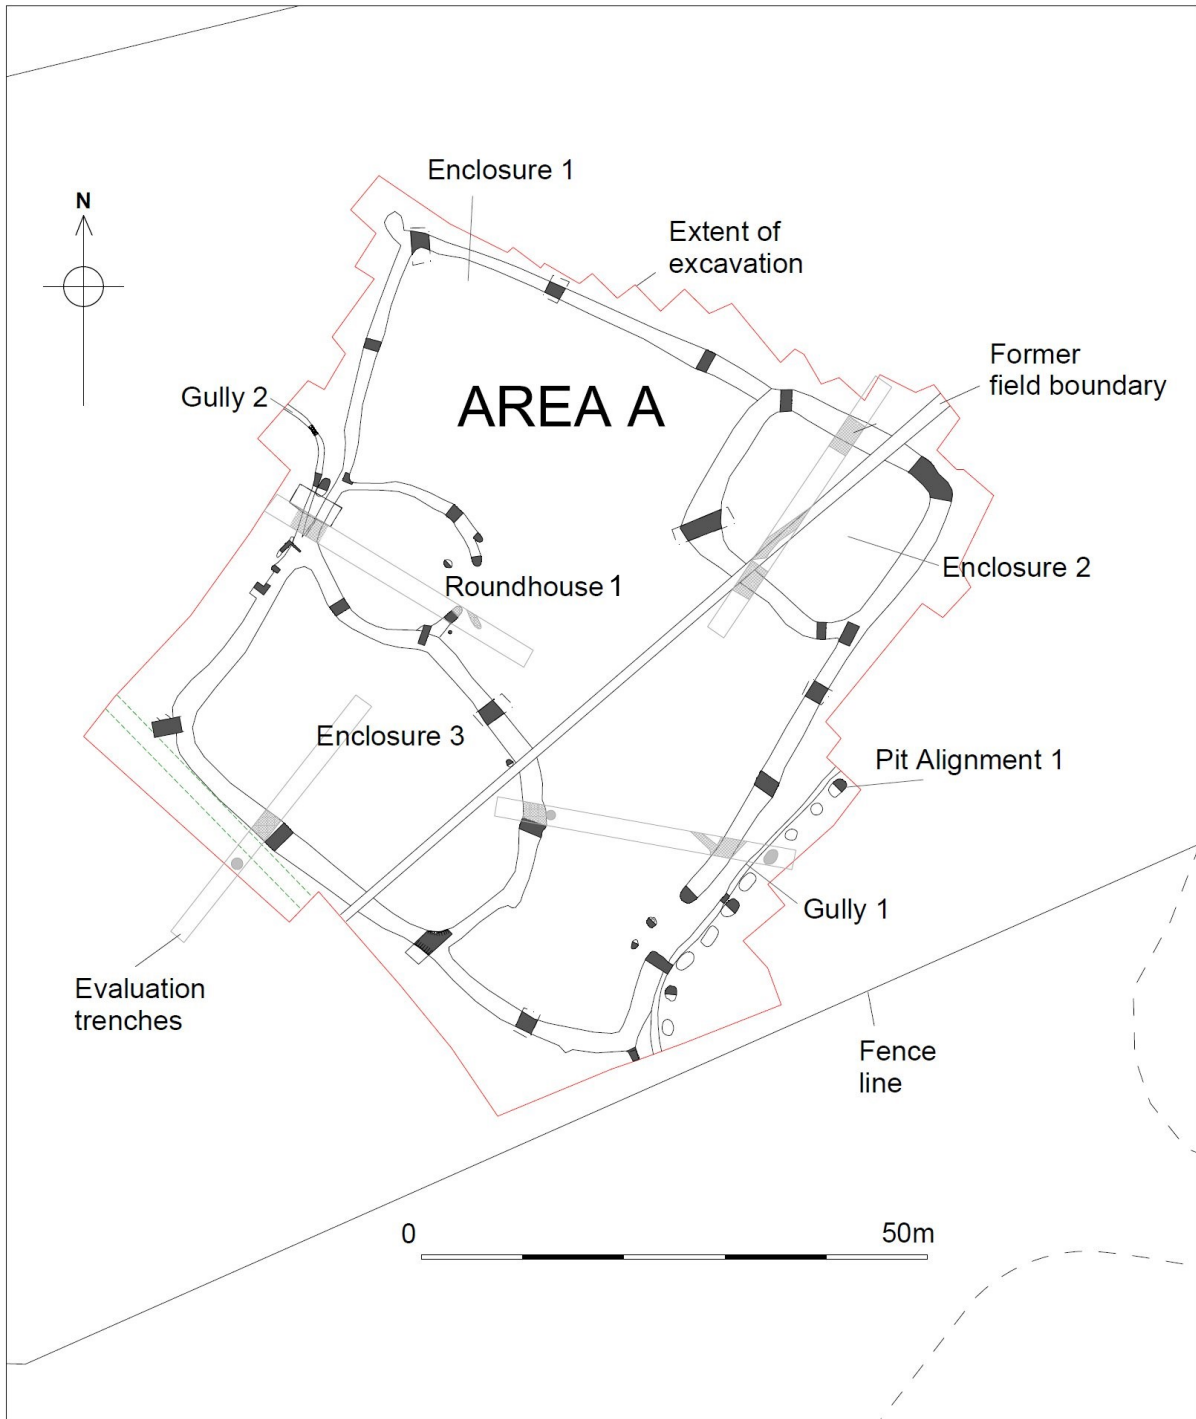 Enclosure 1
N
Extent of
excavation
Former
field boundary
Gully 2
AREA A
Enclosure 2
Roundhouse 1
Enclosure 3
Pit Alignment 1
Gully 1
Evaluation
trenches
Fence
line
0
50m